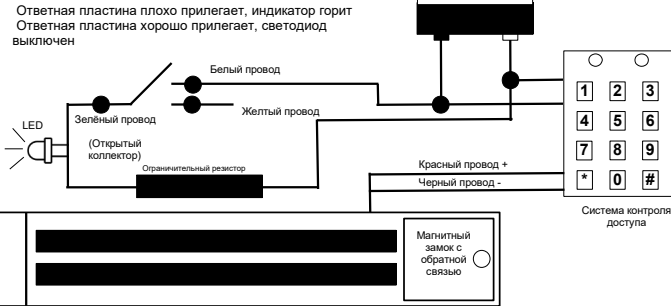 Ответная пластина плохо прилегает, индикатор горит
Ответная пластина хорошо прилегает, светодиод
выключен
Белый провод
Зелёный провод
Желтый провод
LED
(Открытый
коллектор)
Ограничительный резистор
Красный провод +
Черный провод -
1 2 3
4 5 6
7 8 9
* 0 #
Система контроля
доступа
Магнитный
замок с
обратной
связью